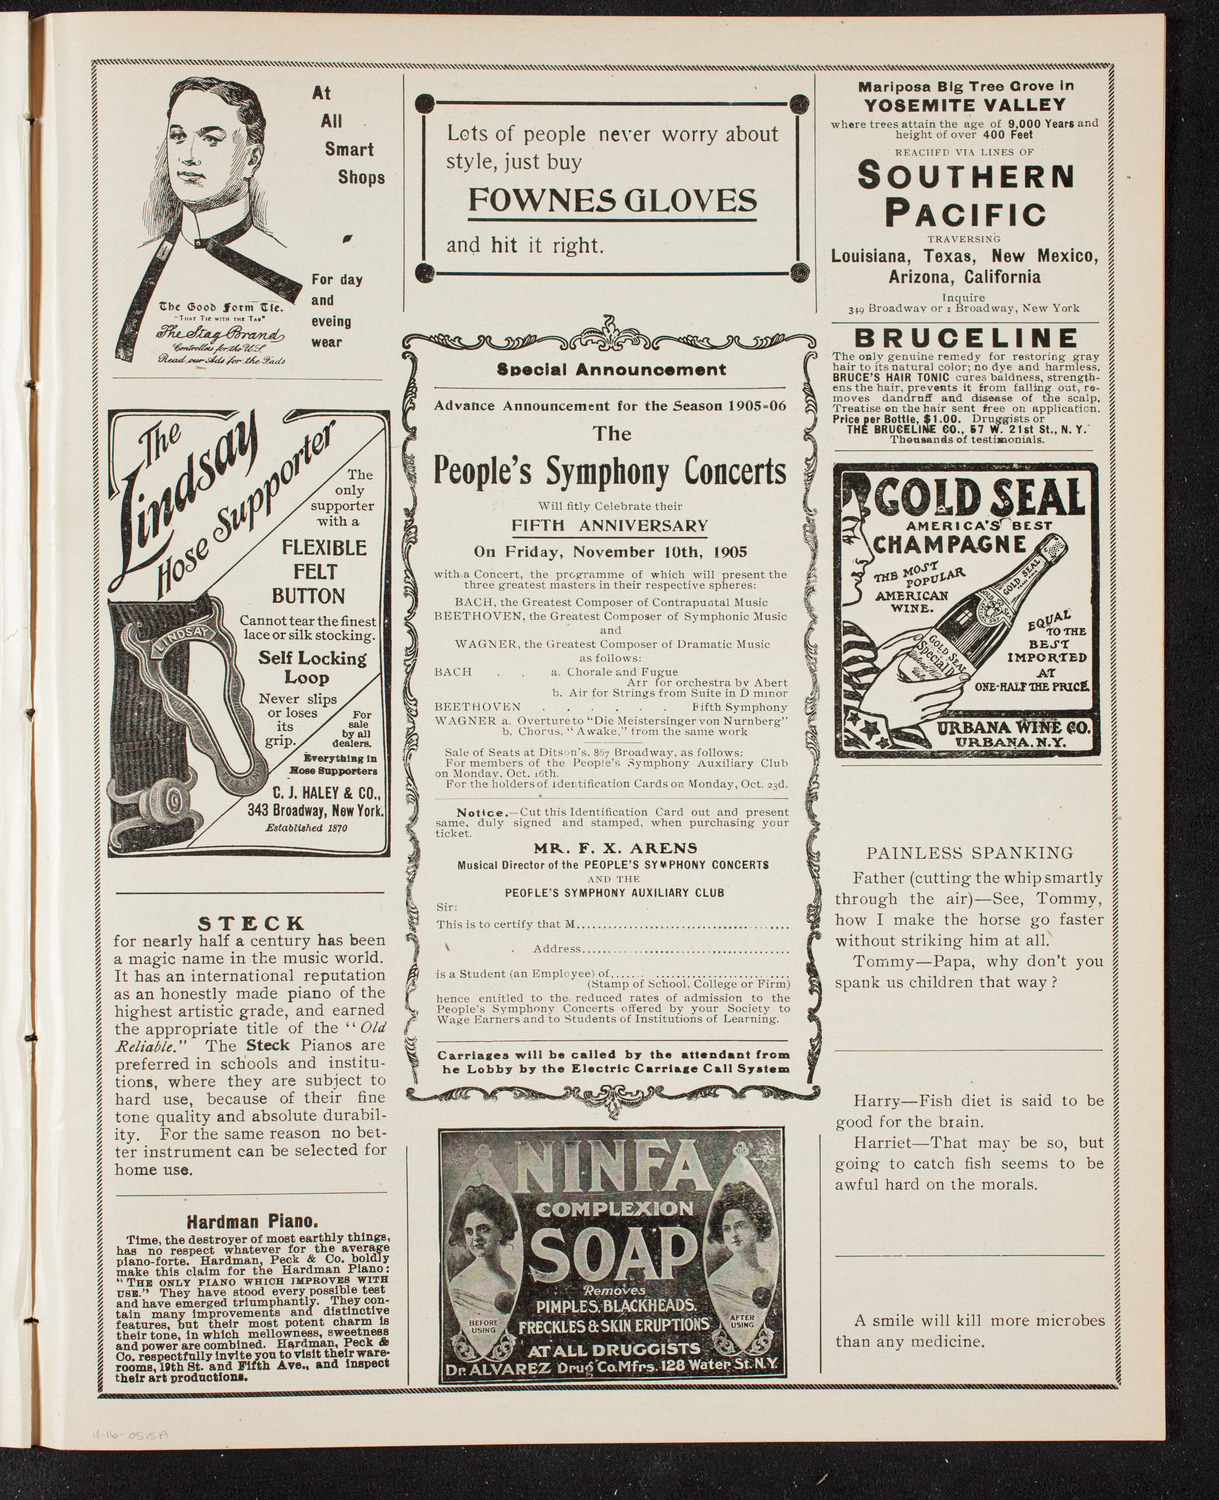 At
All
Smart
Shops
For day
and
eveing
wear
The Good Form Tie.
"That Tie with the Tab"
The Stag Brand
Controllers for the U.S.
Read our Ads for the Fads
The
Lindsay
Hose Supporter
The
only
supporter
with a
FLEXIBLE
FELT
BUTTON
Cannot tear the finest
lace or silk stocking.
Self Locking
Loop
Never slips
or loses
its
grip.
For
sale
by all
dealers.
Everything in
Hose Supporters
C. J. HALEY & CO.,
343 Broadway, New York.
Established 1870
LINDSAY
STECK
for nearly half a century has been
a magic name in the music world.
It has an international reputation
as an honestly made piano of the
highest artistic grade, and earned
the appropriate title of the "Old
Reliable." The Steck Pianos are
preferred in schools and institu-
tions, where they are subject to
hard use, because of their fine
tone quality and absolute durabil-
ity. For the same reason no bet-
ter instrument can be selected for
home use.
Hardman Piano.
Time, the destroyer of most earthly things,
has no respect whatever for the average
piano-forte. Hardman, Peck & Co. boldly
make this claim for the Hardman Piano:
"THE ONLY PIANO WHICH IMPROVES WITH
USE." They have stood every possible test
and have emerged triumphantly. They con-
tain many improvements and distinctive
features, but their most potent charm is
their tone, in which mellowness, sweetness
and power are combined. Hardman, Peck &
Co. respectfully invite you to visit their ware-
rooms, 19th St. and Fifth Ave., and inspect
their art productions.
Lots of people never worry about
style, just buy
FOWNES GLOVES
and hit it right.
Special Announcement
Advance Announcement for the Season 1905-06
The
People's Symphony Concerts
Will fitly Celebrate their
FIFTH ANNIVERSARY
On Friday, November 10th, 1905
with a Concert, the programme of which will present the
three greatest masters in their respective spheres:
BACH, the Greatest Composer of Contrapuntal Music
BEETHOVEN, the Greatest Composer of Symphonic Music
and
WAGNER, the Greatest Composer of Dramatic Music
as follows:
BACH . . a. Chorale and Fugue
Arr for orchestra by Abert
b. Air for Strings from Suite in D minor
BEETHOVEN . . . . . . Fifth Symphony
WAGNER a. Overture to "Die Meistersinger von Nurnberg"
b. Chorus, "Awake," from the same work
Sale of Seats at Ditson's, 867 Broadway, as follows:
For members of the People's Symphony Auxiliary Club
on Monday, Oct. 16th.
For the holders of Identification Cards on Monday, Oct. 23d.
Notice.—Cut this Identification Card out and present
same, duly signed and stamped, when purchasing your
ticket.
MR. F. X. ARENS
Musical Director of the PEOPLE'S SYMPHONY CONCERTS
AND THE
PEOPLE'S SYMPHONY AUXILIARY CLUB
Sir:
This is to certify that M........................................
Address........................................
is a Student (an Employee) of........................................
(Stamp of School, College or Firm)
hence entitled to the reduced rates of admission to the
People's Symphony Concerts offered by your Society to
Wage Earners and to Students of Institutions of Learning.
Carriages will be called by the attendant from
he Lobby by the Electric Carriage Call System
NINFA
COMPLEXION
SOAP
Removes
PIMPLES, BLACKHEADS,
FRECKLES & SKIN ERUPTIONS
BEFORE
USING
AFTER
USING
AT ALL DRUGGISTS
Dr. ALVAREZ Drug Co. Mfrs. 128 Water St. N.Y.
Mariposa Big Tree Grove in
YOSEMITE VALLEY
where trees attain the age of 9,000 Years and
height of over 400 Feet
REACHED VIA LINES OF
SOUTHERN
PACIFIC
TRAVERSING
Louisiana, Texas, New Mexico,
Arizona, California
Inquire
349 Broadway or 1 Broadway, New York
BRUCELINE
The only genuine remedy for restoring gray
hair to its natural color; no dye and harmless.
BRUCE'S HAIR TONIC cures baldness, strength-
ens the hair, prevents it from falling out, re-
moves dandruff and disease of the scalp.
Treatise on the hair sent free on application.
Price per Bottle, $1.00. Druggists or
THE BRUCELINE CO., 57 W. 21st St., N. Y.
Thousands of testimonials.
GOLD SEAL
AMERICA'S BEST
CHAMPAGNE
THE MOST
POPULAR
AMERICAN
WINE.
GOLD SEAL
GOLD SEAL
Special
EQUAL
TO THE
BEST
IMPORTED
AT
ONE-HALF THE PRICE.
URBANA WINE CO.
URBANA, N.Y.
PAINLESS SPANKING
Father (cutting the whip smartly
through the air)—See, Tommy,
how I make the horse go faster
without striking him at all.
Tommy—Papa, why don't you
spank us children that way?
Harry—Fish diet is said to be
good for the brain.
Harriet—That may be so, but
going to catch fish seems to be
awful hard on the morals.
A smile will kill more microbes
than any medicine.
4-16-05.5A